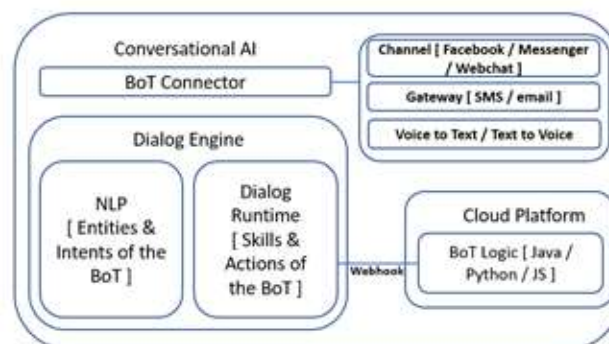 Conversational AI
BoT Connector
Channel [ Facebook / Messenger
/ Webchat ]
Gateway [ SMS / email ]
Voice to Text / Text to Voice
Dialog Engine
NLP
[ Entities &
Intents of the
BoT ]
Dialog
Runtime
[ Skills &
Actions of
the BoT ]
Webhook
Cloud Platform
BoT Logic [ Java /
Python / JS ]